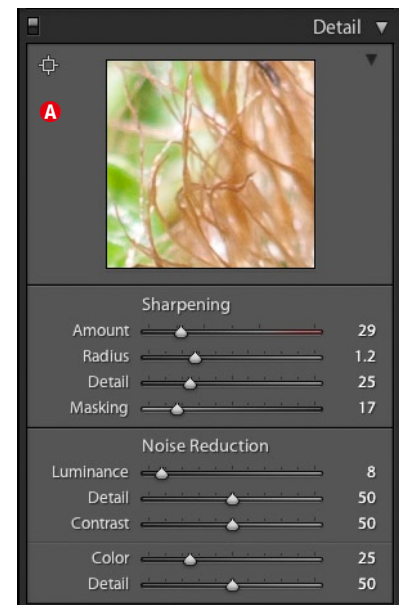 Detail
A
Sharpening
Amount 29
Radius 1.2
Detail 25
Masking 17
Noise Reduction
Luminance 8
Detail 50
Contrast 50
Color 25
Detail 50